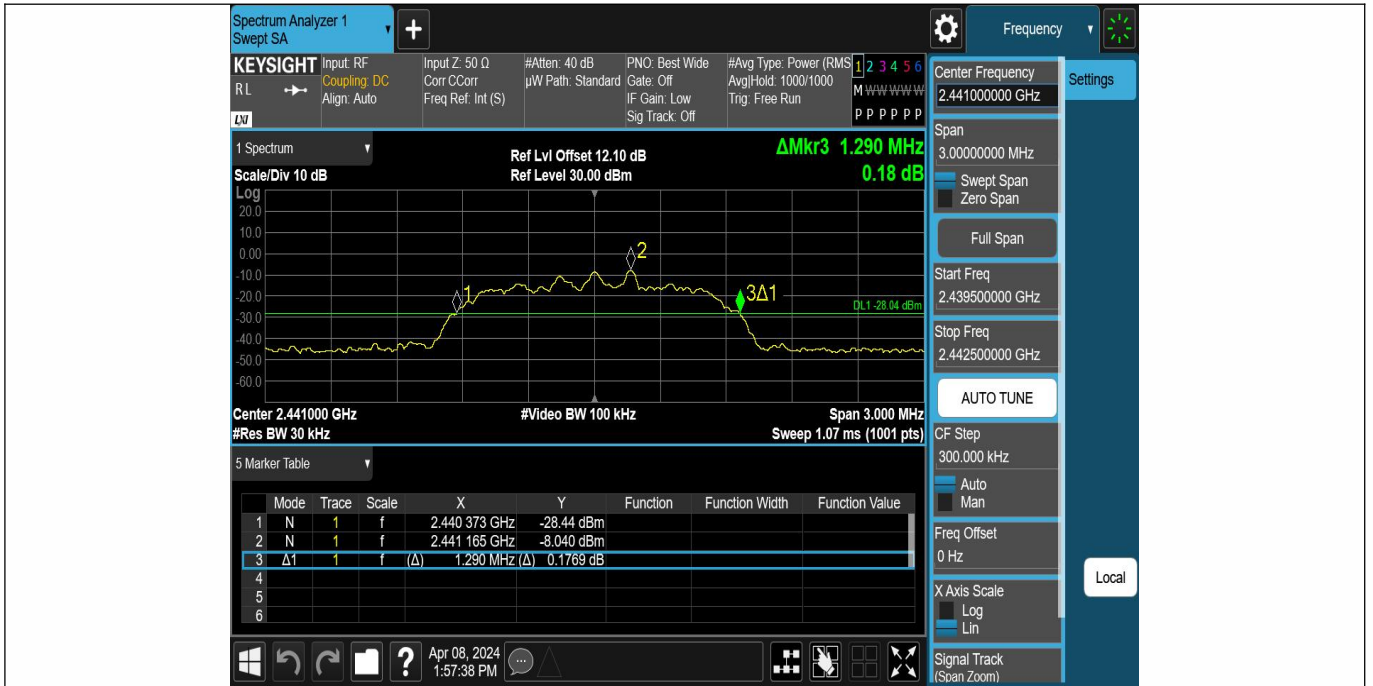 Spectrum Analyzer 1
Swept SA
+
Frequency
KEYSIGHT
RL
LXI
Input: RF
Coupling: DC
Align: Auto
Input Z: 50 Ω
Corr CCorr
Freq Ref: Int (S)
#Atten: 40 dB
µW Path: Standard
PNO: Best Wide
Gate: Off
IF Gain: Low
Sig Track: Off
#Avg Type: Power (RMS
Avg|Hold: 1000/1000
Trig: Free Run
1 2 3 4 5 6
M W W W W W
P P P P P P
Center Frequency
2.441000000 GHz
Settings
1 Spectrum
Scale/Div 10 dB
Ref Lvl Offset 12.10 dB
Ref Level 30.00 dBm
ΔMkr3 1.290 MHz
0.18 dB
Span
3.00000000 MHz
Swept Span
Zero Span
Full Span
Start Freq
2.439500000 GHz
Stop Freq
2.442500000 GHz
AUTO TUNE
CF Step
300.000 kHz
Auto
Man
Freq Offset
0 Hz
X Axis Scale
Log
Lin
Signal Track
(Span Zoom)
Local
Log
20.0
10.0
0.00
-10.0
-20.0
-30.0
-40.0
-50.0
-60.0
1
2
3Δ1
DL1 -28.04 dBm
Center 2.441000 GHz
#Video BW 100 kHz
Span 3.000 MHz
#Res BW 30 kHz
Sweep 1.07 ms (1001 pts)
5 Marker Table
Mode Trace Scale X Y Function Function Width Function Value
1 N 1 f 2.440 373 GHz -28.44 dBm
2 N 1 f 2.441 165 GHz -8.040 dBm
3 Δ1 1 f (Δ) 1.290 MHz (Δ) 0.1769 dB
4
5
6
?
Apr 08, 2024
1:57:38 PM